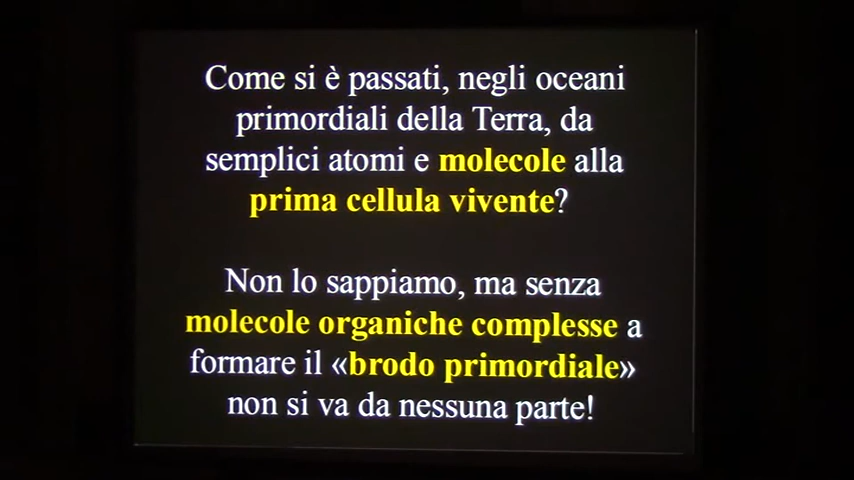 Come si è passati, negli oceani
primordiali della Terra, da
semplici atomi e molecole alla
prima cellula vivente?
Non lo sappiamo, ma senza
molecole organiche complesse a
formare il «brodo primordiale»
non si va da nessuna parte!